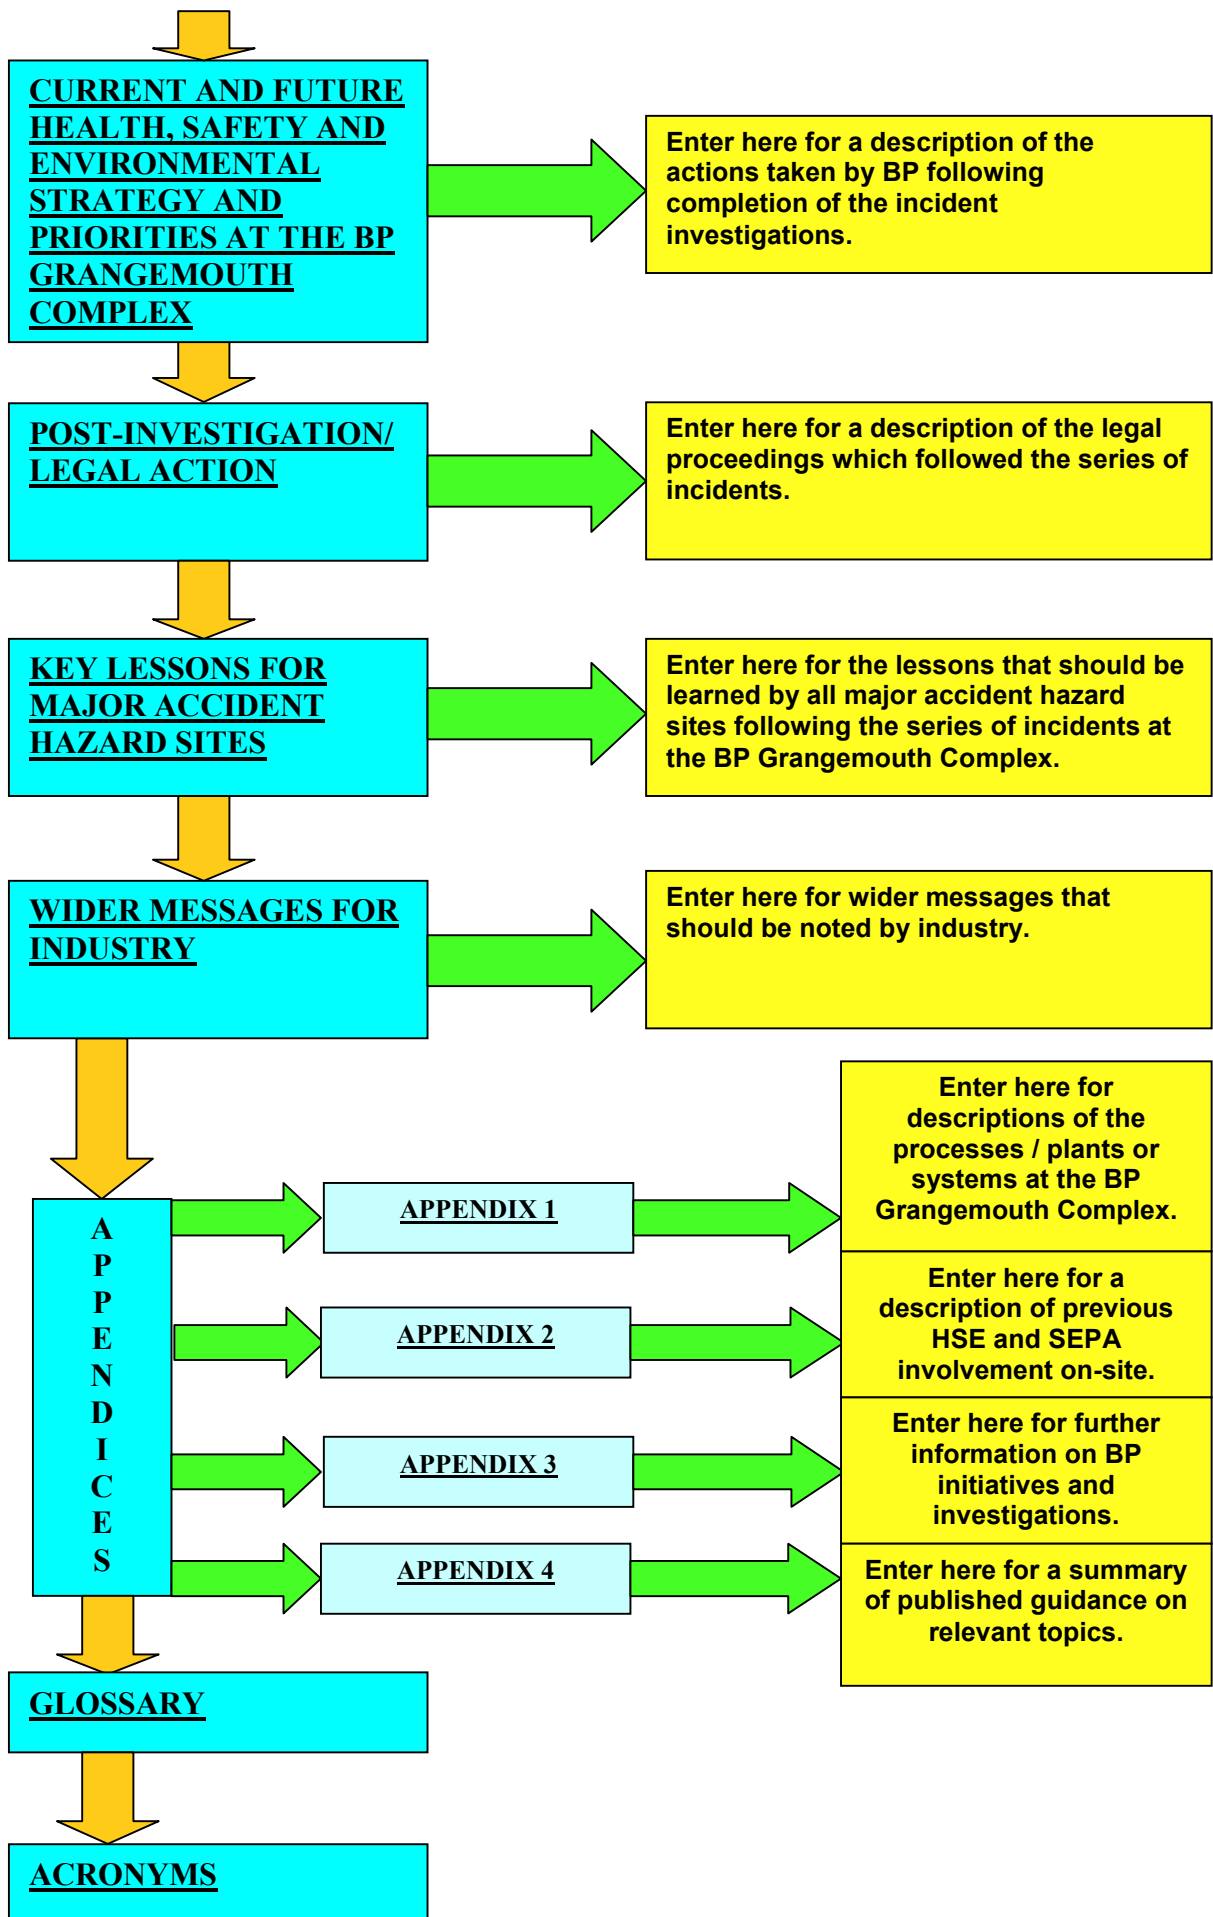 CURRENT AND FUTURE
HEALTH, SAFETY AND
ENVIRONMENTAL
STRATEGY AND
PRIORITIES AT THE BP
GRANGEMOUTH
COMPLEX
Enter here for a description of the
actions taken by BP following
completion of the incident
investigations.
POST-INVESTIGATION/
LEGAL ACTION
Enter here for a description of the legal
proceedings which followed the series of
incidents.
KEY LESSONS FOR
MAJOR ACCIDENT
HAZARD SITES
Enter here for the lessons that should be
learned by all major accident hazard
sites following the series of incidents at
the BP Grangemouth Complex.
WIDER MESSAGES FOR
INDUSTRY
Enter here for wider messages that
should be noted by industry.
A
P
P
E
N
D
I
C
E
S
APPENDIX 1
Enter here for
descriptions of the
processes / plants or
systems at the BP
Grangemouth Complex.
APPENDIX 2
Enter here for a
description of previous
HSE and SEPA
involvement on-site.
APPENDIX 3
Enter here for further
information on BP
initiatives and
investigations.
APPENDIX 4
Enter here for a summary
of published guidance on
relevant topics.
GLOSSARY
ACRONYMS